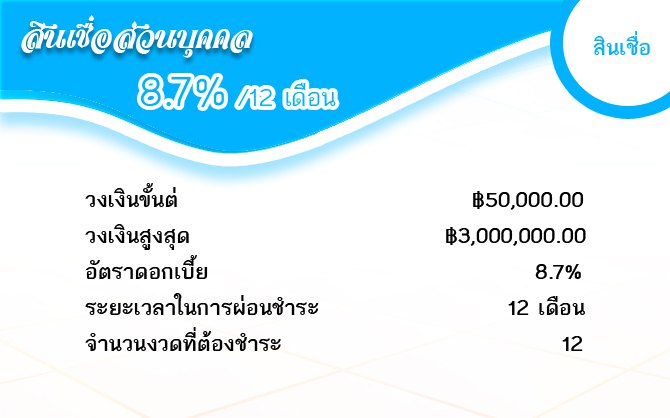 สินเชื่อส่วนบุคคล
สินเชื่อ
8.7% /12 เดือน
วงเงินขั้นต่ ฿50,000.00
วงเงินสูงสุด ฿3,000,000.00
อัตราดอกเบี้ย 8.7%
ระยะเวลาในการผ่อนชำระ 12 เดือน
จำนวนงวดที่ต้องชำระ 12